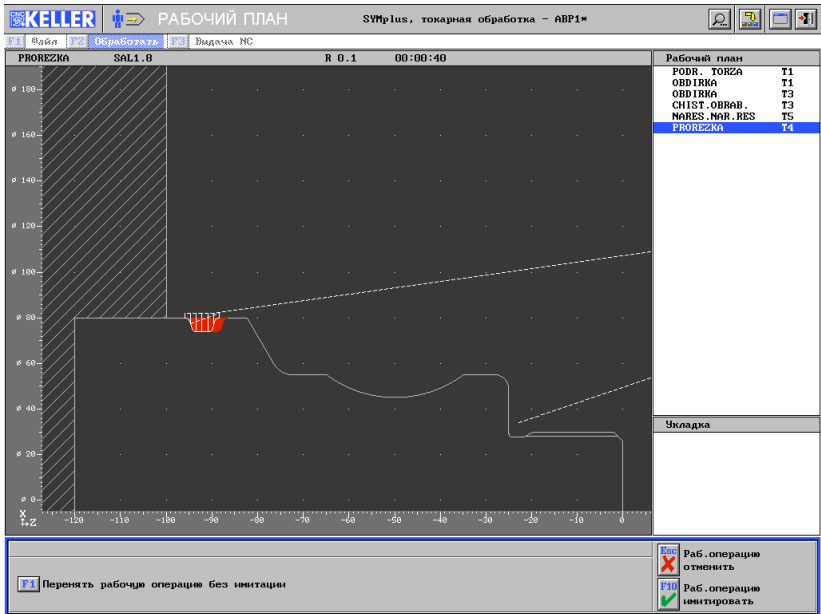 KELLER РАБОЧИЙ ПЛАН SYMplus, токарная обработка - ABP1*
F1 Файл F2 Обработать F3 Выдача NC
PROREZKA SAL1.8 R 0.1 00:00:40
Рабочий план
PODR. TORZA T1
OBDIRKA T1
OBDIRKA T3
CHIST.OBRAB. T3
NARES.NAR.RES T5
PROREZKA T4
ø 180
ø 160
ø 140
ø 120
ø 100
ø 80
ø 60
ø 40
ø 20
ø 0
Укладка
X
Z
-120 -110 -100 -90 -80 -70 -60 -50 -40 -30 -20 -10 0
F1 Перенять рабочую операцию без имитации
Esc Раб.операцию
отменить
F10 Раб.операцию
имитировать